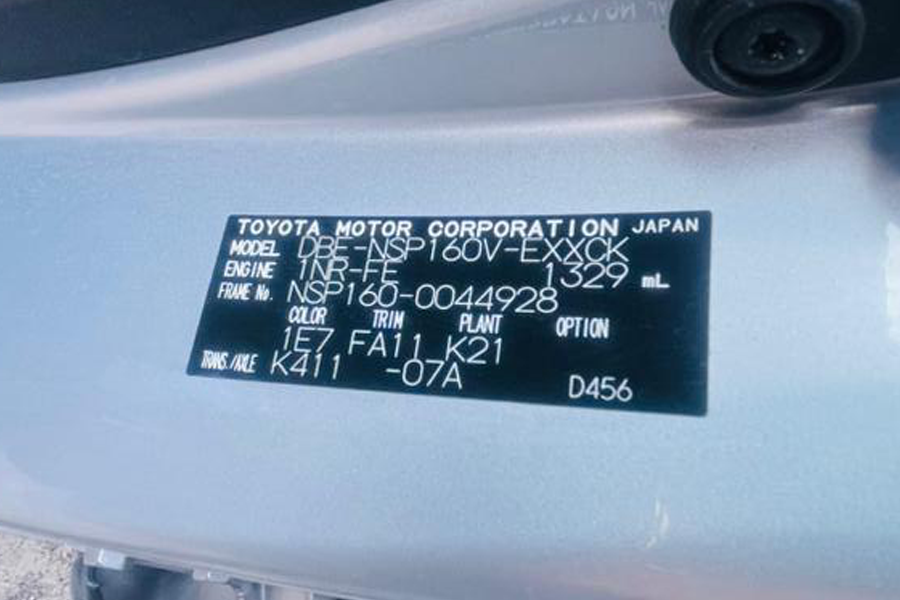 TOYOTA MOTOR CORPORATION JAPAN
MODEL DBE-NSP160V-EXXCK
ENGINE 1NR-FE 1329 mL
FRAME No. NSP160-0044928
COLOR TRIM PLANT OPTION
1E7 FA11 K21
TRANS./AXLE K411 -07A D456